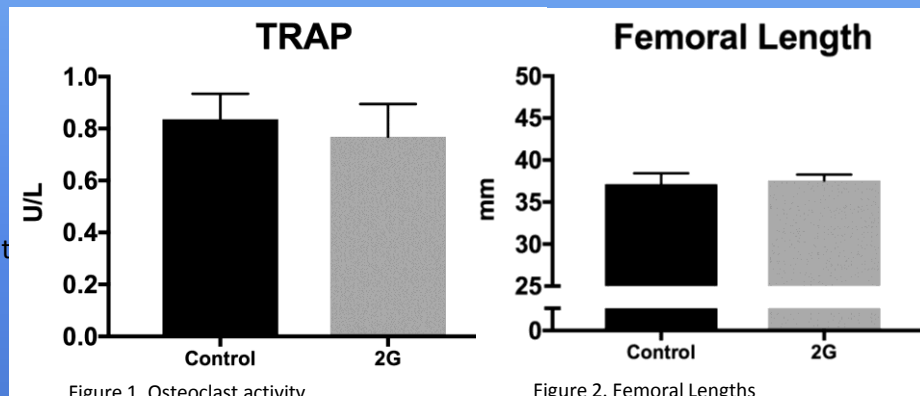 TRAP
U/L
1.0
0.8
0.6
0.4
0.2
0.0
Control 2G
Figure 1. Osteoclast activity
Femoral Length
mm
50
45
40
35
30
25
0
Control 2G
Figure 2. Femoral Lengths
t